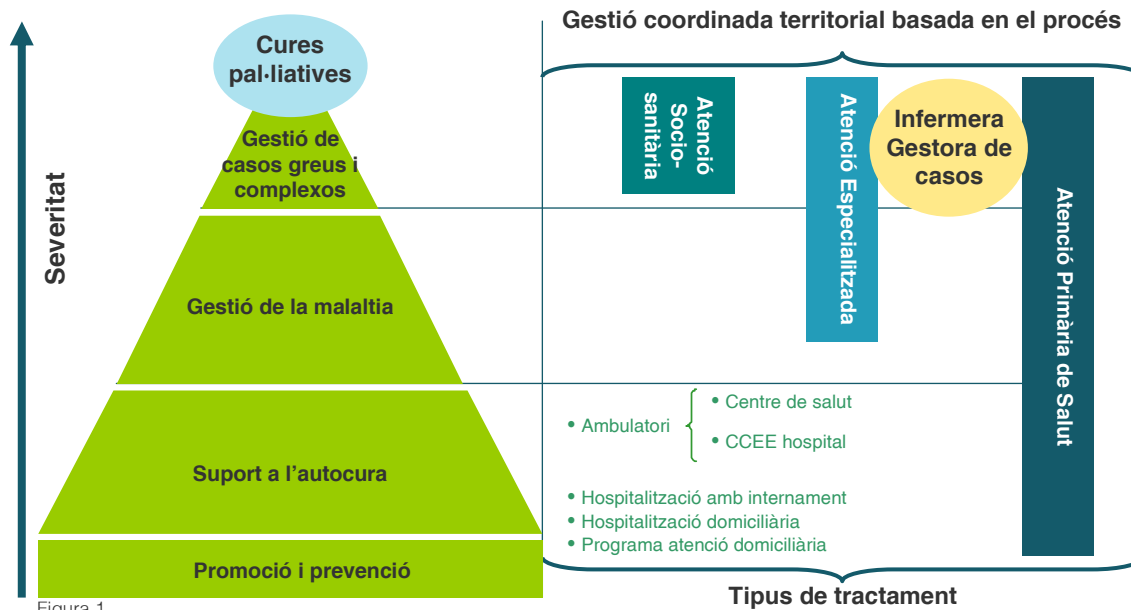 Gestió coordinada territorial basada en el procés
Severitat
Cures
pal·liatives
Gestió de
casos greus i
complexos
Gestió de la malaltia
Suport a l’autocura
Promoció i prevenció
Figura 1
Atenció
Socio-
sanitària
Atenció Especialitzada
Infermera
Gestora de
casos
Atenció Primària de Salut
• Ambulatori
• Centre de salut
• CCEE hospital
• Hospitalització amb internament
• Hospitalització domiciliària
• Programa atenció domiciliària
Tipus de tractament